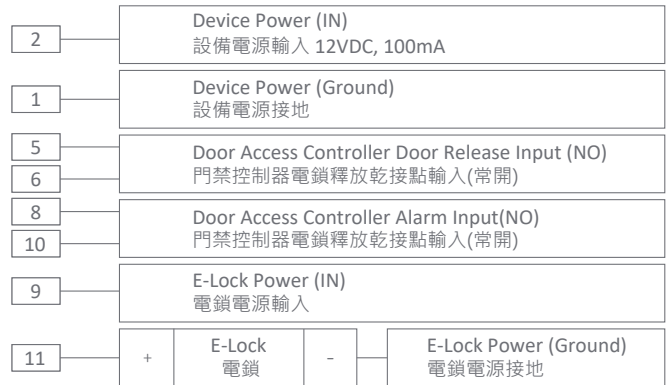 2
Device Power (IN)
設備電源輸入 12VDC, 100mA
1
Device Power (Ground)
設備電源接地
5
6
Door Access Controller Door Release Input (NO)
門禁控制器電鎖釋放乾接點輸入(常開)
8
10
Door Access Controller Alarm Input(NO)
門禁控制器電鎖釋放乾接點輸入(常開)
9
E-Lock Power (IN)
電鎖電源輸入
11
+
E-Lock
電鎖
-
E-Lock Power (Ground)
電鎖電源接地